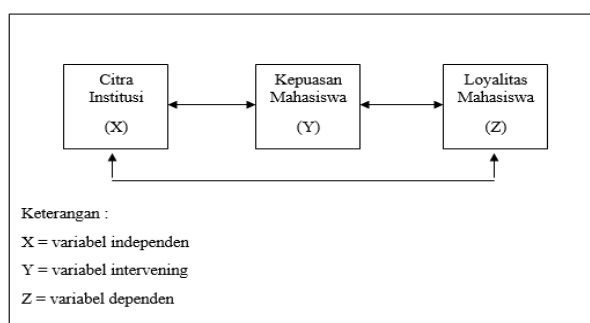 Citra
Institusi
(X)
Kepuasan
Mahasiswa
(Y)
Loyalitas
Mahasiswa
(Z)
Keterangan :
X = variabel independen
Y = variabel intervening
Z = variabel dependen